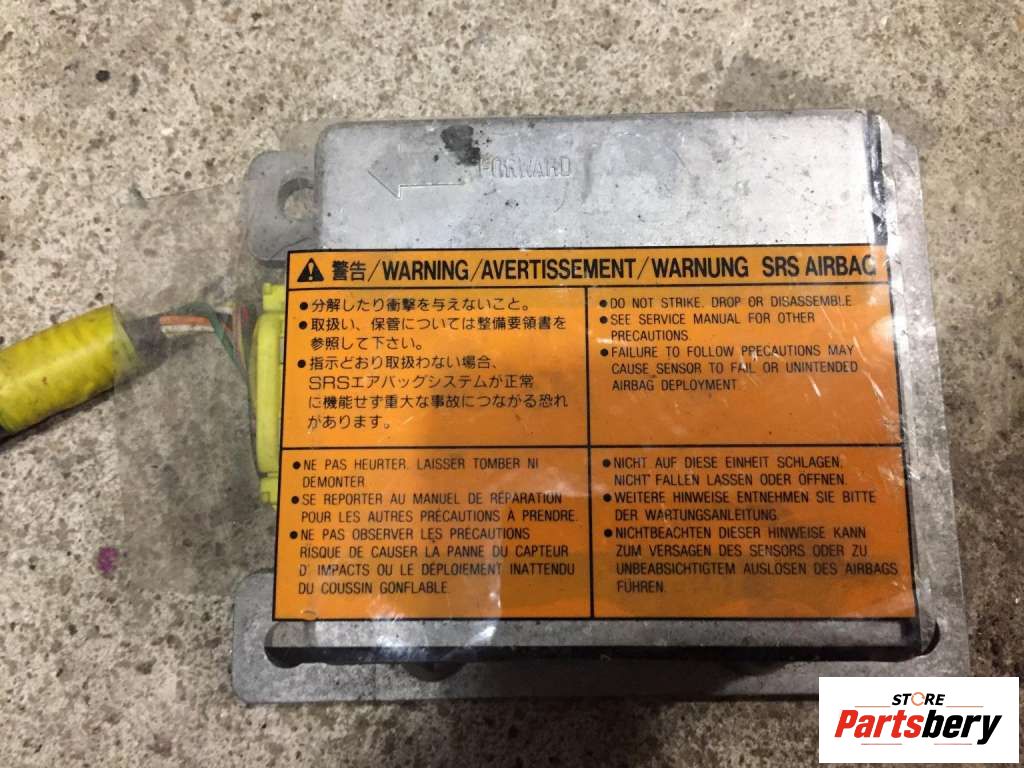 FORWARD
警告/WARNING/AVERTISSEMENT/WARNUNG SRS AIRBAG
●分解したり衝撃を与えないこと。
●取扱い、保管については整備要領書を
参照して下さい。
●指示どおり取扱わない場合、
SRSエアバッグシステムが正常
に機能せず重大な事故につながる恐れ
があります。
●DO NOT STRIKE, DROP OR DISASSEMBLE.
●SEE SERVICE MANUAL FOR OTHER
PRECAUTIONS.
●FAILURE TO FOLLOW PRECAUTIONS MAY
CAUSE SENSOR TO FAIL OR UNINTENDED
AIRBAG DEPLOYMENT.
●NE PAS HEURTER, LAISSER TOMBER NI
DEMONTER.
●SE REPORTER AU MANUEL DE RÉPARATION
POUR LES AUTRES PRÉCAUTIONS À PRENDRE.
●NE PAS OBSERVER LES PRÉCAUTIONS
RISQUE DE CAUSER LA PANNE DU CAPTEUR
D'IMPACTS OU LE DÉPLOIEMENT INATTENDU
DU COUSSIN GONFLABLE.
●NICHT AUF DIESE EINHEIT SCHLAGEN,
NICHT FALLEN LASSEN ODER ÖFFNEN.
●WEITERE HINWEISE ENTNEHMEN SIE BITTE
DER WARTUNGSANLEITUNG.
●NICHTBEACHTEN DIESER HINWEISE KANN
ZUM VERSAGEN DES SENSORS ODER ZU
UNBEABSICHTIGTEM AUSLÖSEN DES AIRBAGS
FÜHREN.
STORE
Partsbery